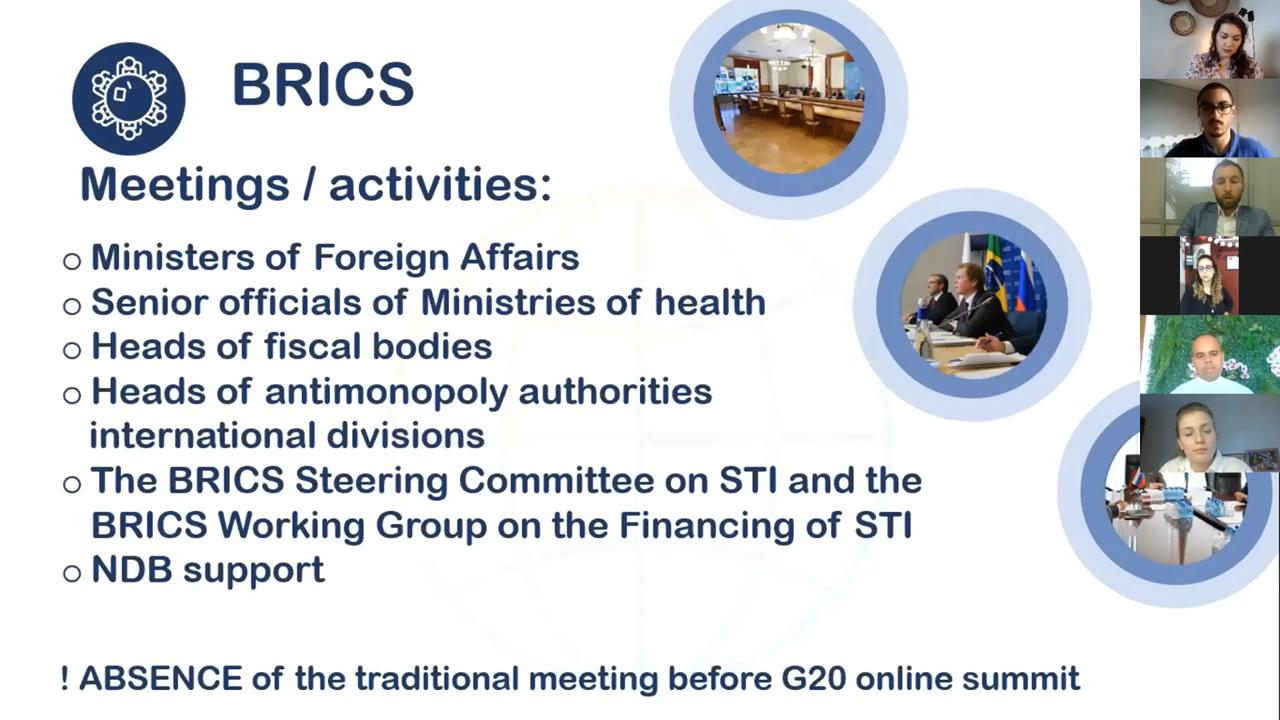 BRICS
Meetings / activities:
○ Ministers of Foreign Affairs
○ Senior officials of Ministries of health
○ Heads of fiscal bodies
○ Heads of antimonopoly authorities
international divisions
○ The BRICS Steering Committee on STI and the
BRICS Working Group on the Financing of STI
○ NDB support
! ABSENCE of the traditional meeting before G20 online summit